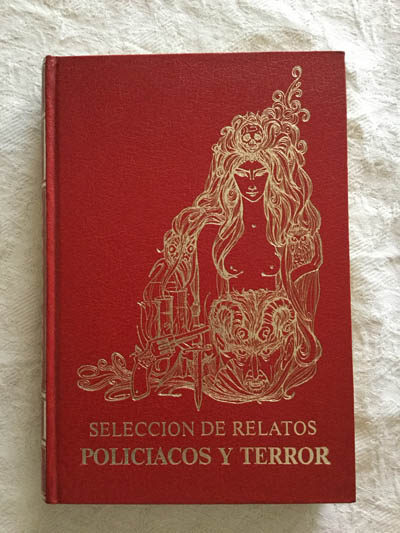 SELECCION DE RELATOS
POLICIACOS Y TERROR